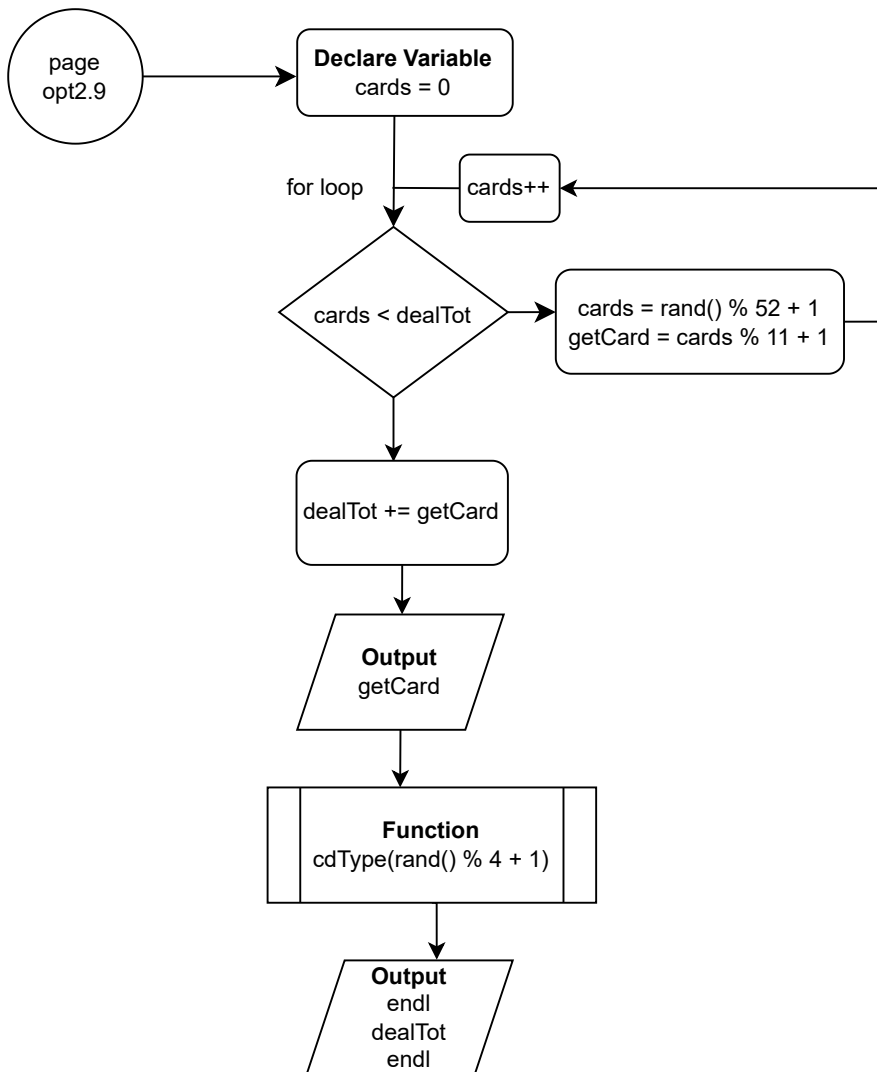 page
opt2.9
Declare Variable
cards = 0
for loop
cards++
cards < dealTot
cards = rand() % 52 + 1
getCard = cards % 11 + 1
dealTot += getCard
Output
getCard
Function
cdType(rand() % 4 + 1)
Output
endl
dealTot
endl